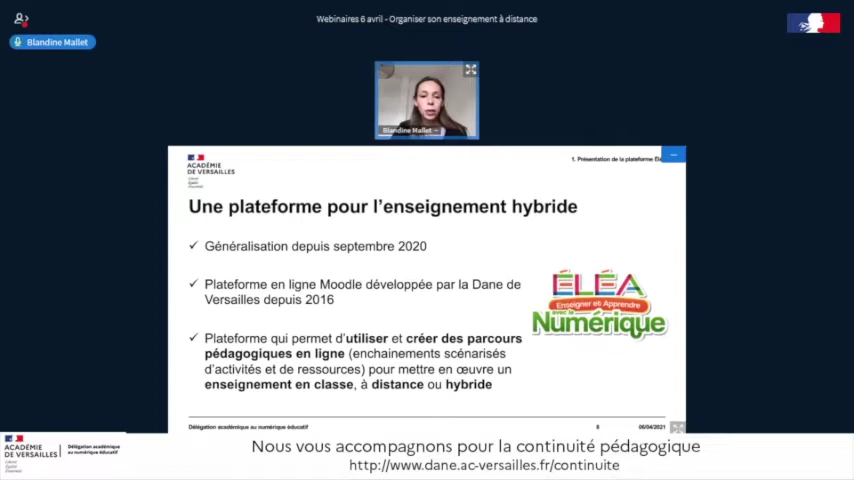 Webinaires 6 avril - Organiser son enseignement à distance
Blandine Mallet
Blandine Mallet
ACADÉMIE
DE VERSAILLES
1. Présentation de la plateforme Élé
Une plateforme pour l'enseignement hybride
✓ Généralisation depuis septembre 2020
✓ Plateforme en ligne Moodle développée par la Dane de
Versailles depuis 2016
✓ Plateforme qui permet d'utiliser et créer des parcours
pédagogiques en ligne (enchainements scénarisés
d'activités et de ressources) pour mettre en œuvre un
enseignement en classe, à distance ou hybride
ÉLÉA
Enseigner et Apprendre
avec le
Numérique
Délégation académique au numérique éducatif
06/04/2021
ACADÉMIE
DE VERSAILLES
Délégation académique
au numérique éducatif
Nous vous accompagnons pour la continuité pédagogique
http://www.dane.ac-versailles.fr/continuite